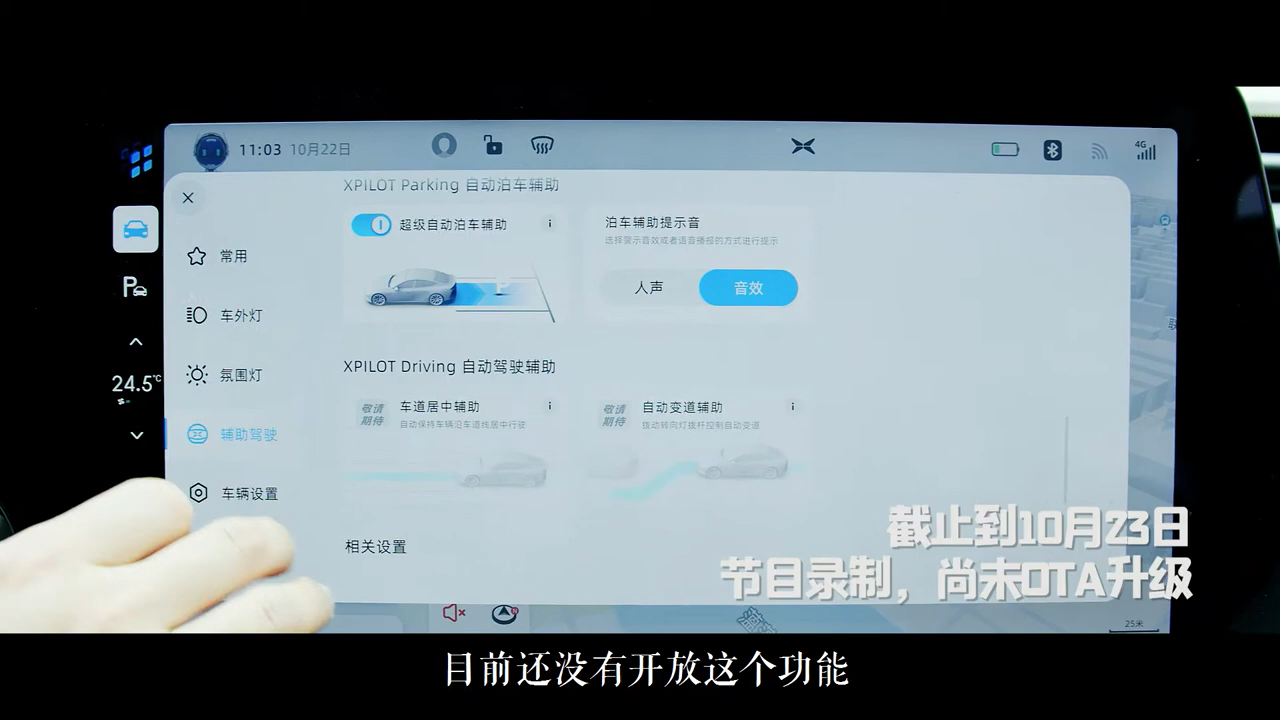 11:03 10月22日
4G
XPILOT Parking 自动泊车辅助
超级自动泊车辅助
泊车辅助提示音
选择警示音效或者语音播报的方式进行提示
人声
音效
常用
车外灯
氛围灯
辅助驾驶
车辆设置
24.5℃
XPILOT Driving 自动驾驶辅助
敬请
期待
车道居中辅助
自动保持车辆沿车道线居中行驶
敬请
期待
自动变道辅助
拨动转向灯拨杆控制自动变道
相关设置
25米
截止到10月23日
节目录制，尚未OTA升级
目前还没有开放这个功能